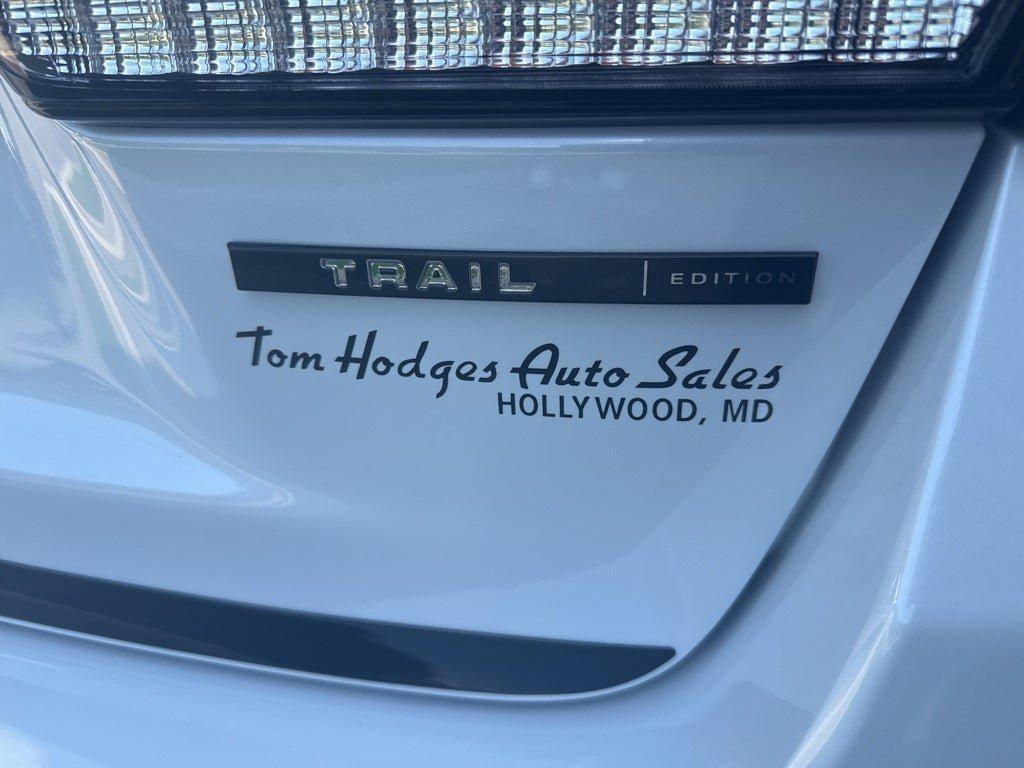 TRAIL | EDITION
Tom Hodges Auto Sales
HOLLYWOOD, MD